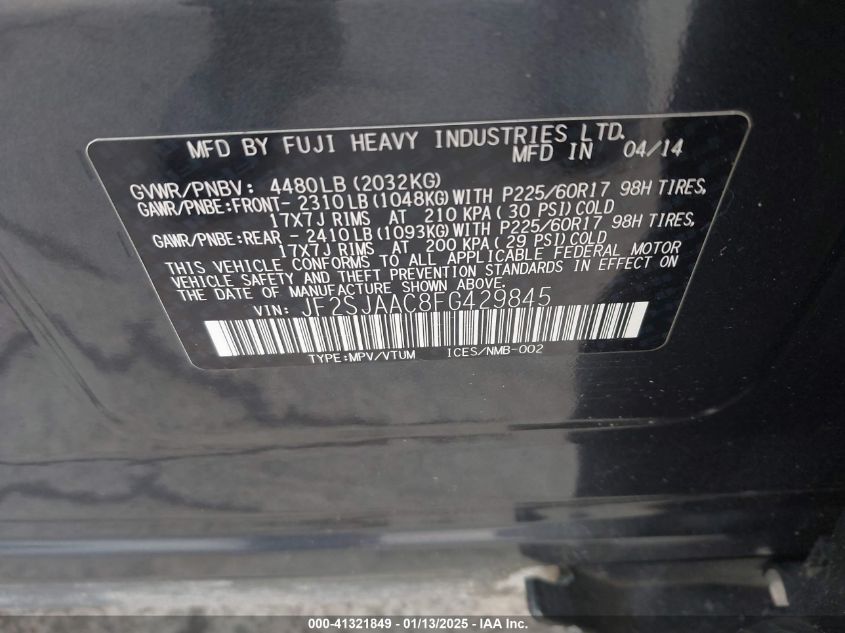 MFD BY FUJI HEAVY INDUSTRIES LTD.
MFD IN 04/14
GVWR/PNBV: 4480LB (2032KG)
GAWR/PNBE:FRONT- 2310LB (1048KG) WITH P225/60R17 98H TIRES,
17X7J RIMS AT 210 KPA (30 PSI) COLD
GAWR/PNBE:REAR - 2410LB (1093KG) WITH P225/60R17 98H TIRES,
17X7J RIMS AT 200 KPA (29 PSI) COLD
THIS VEHICLE CONFORMS TO ALL APPLICABLE FEDERAL MOTOR
VEHICLE SAFETY AND THEFT PREVENTION STANDARDS IN EFFECT ON
THE DATE OF MANUFACTURE SHOWN ABOVE.
VIN: JF2SJAAC8FG429845
TYPE:MPV/VTUM ICES/NMB-002
000-41321849 - 01/13/2025 - IAA Inc.